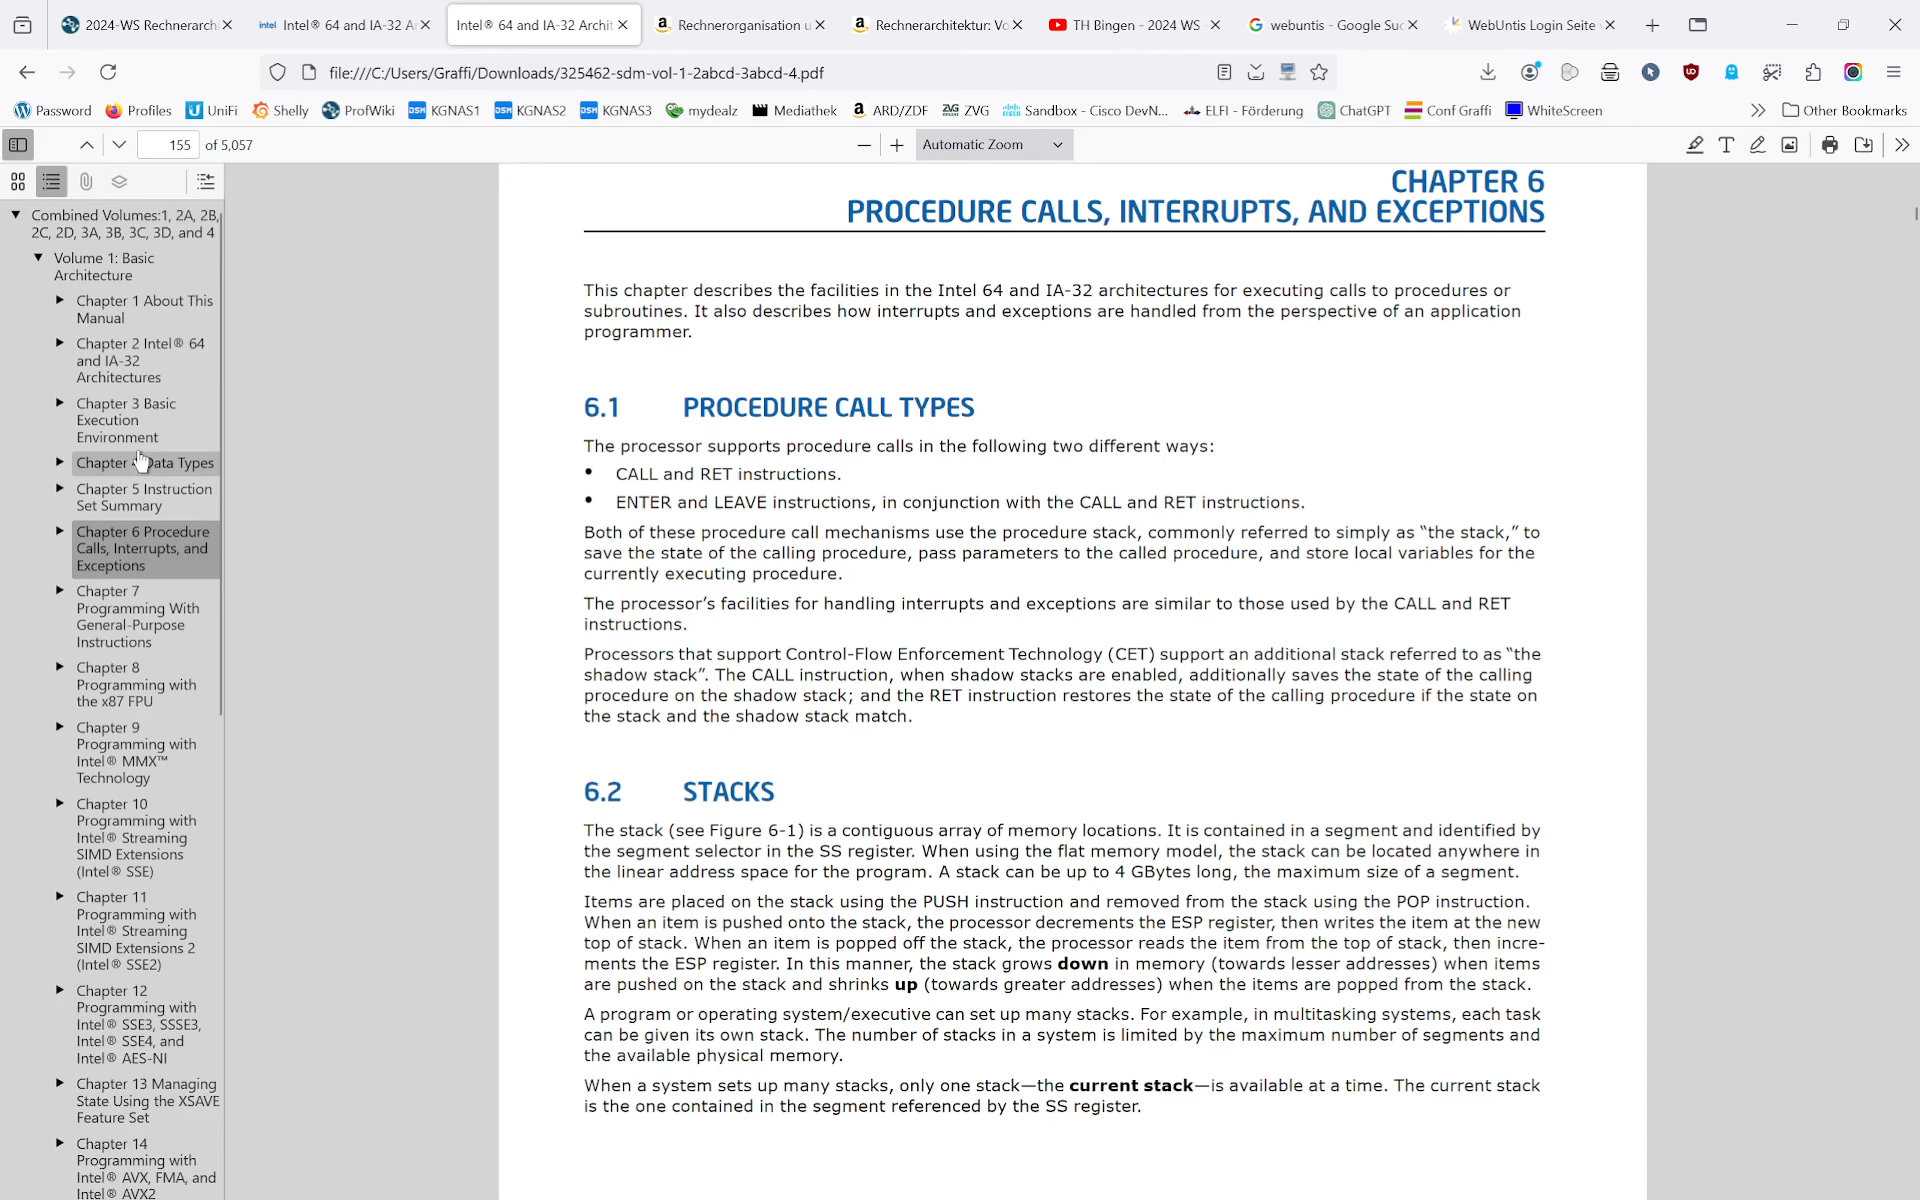 2024-WS Rechnerarch
Intel® 64 and IA-32 Ar
Intel® 64 and IA-32 Archit
Rechnerorganisation u
Rechnerarchitektur: Vo
TH Bingen - 2024 WS -
webuntis - Google Suc
WebUntis Login Seite -
file:///C:/Users/Graffi/Downloads/325462-sdm-vol-1-2abcd-3abcd-4.pdf
Password
Profiles
UniFi
Shelly
ProfWiki
KGNAS1
KGNAS2
KGNAS3
mydealz
Mediathek
ARD/ZDF
ZVG
Sandbox - Cisco DevN...
ELFI - Förderung
ChatGPT
Conf Graffi
WhiteScreen
Other Bookmarks
155 of 5,057
Automatic Zoom
Combined Volumes:1, 2A, 2B,
2C, 2D, 3A, 3B, 3C, 3D, and 4
Volume 1: Basic
Architecture
Chapter 1 About This
Manual
Chapter 2 Intel® 64
and IA-32
Architectures
Chapter 3 Basic
Execution
Environment
Chapter 4 Data Types
Chapter 5 Instruction
Set Summary
Chapter 6 Procedure
Calls, Interrupts, and
Exceptions
Chapter 7
Programming With
General-Purpose
Instructions
Chapter 8
Programming with
the x87 FPU
Chapter 9
Programming with
Intel® MMX™
Technology
Chapter 10
Programming with
Intel® Streaming
SIMD Extensions
(Intel® SSE)
Chapter 11
Programming with
Intel® Streaming
SIMD Extensions 2
(Intel® SSE2)
Chapter 12
Programming with
Intel® SSE3, SSSE3,
Intel® SSE4, and
Intel® AES-NI
Chapter 13 Managing
State Using the XSAVE
Feature Set
Chapter 14
Programming with
Intel® AVX, FMA, and
Intel® AVX2
CHAPTER 6
PROCEDURE CALLS, INTERRUPTS, AND EXCEPTIONS
This chapter describes the facilities in the Intel 64 and IA-32 architectures for executing calls to procedures or
subroutines. It also describes how interrupts and exceptions are handled from the perspective of an application
programmer.
6.1 PROCEDURE CALL TYPES
The processor supports procedure calls in the following two different ways:
• CALL and RET instructions.
• ENTER and LEAVE instructions, in conjunction with the CALL and RET instructions.
Both of these procedure call mechanisms use the procedure stack, commonly referred to simply as “the stack,” to
save the state of the calling procedure, pass parameters to the called procedure, and store local variables for the
currently executing procedure.
The processor’s facilities for handling interrupts and exceptions are similar to those used by the CALL and RET
instructions.
Processors that support Control-Flow Enforcement Technology (CET) support an additional stack referred to as “the
shadow stack”. The CALL instruction, when shadow stacks are enabled, additionally saves the state of the calling
procedure on the shadow stack; and the RET instruction restores the state of the calling procedure if the state on
the stack and the shadow stack match.
6.2 STACKS
The stack (see Figure 6-1) is a contiguous array of memory locations. It is contained in a segment and identified by
the segment selector in the SS register. When using the flat memory model, the stack can be located anywhere in
the linear address space for the program. A stack can be up to 4 GBytes long, the maximum size of a segment.
Items are placed on the stack using the PUSH instruction and removed from the stack using the POP instruction.
When an item is pushed onto the stack, the processor decrements the ESP register, then writes the item at the new
top of stack. When an item is popped off the stack, the processor reads the item from the top of stack, then incre-
ments the ESP register. In this manner, the stack grows down in memory (towards lesser addresses) when items
are pushed on the stack and shrinks up (towards greater addresses) when the items are popped from the stack.
A program or operating system/executive can set up many stacks. For example, in multitasking systems, each task
can be given its own stack. The number of stacks in a system is limited by the maximum number of segments and
the available physical memory.
When a system sets up many stacks, only one stack—the current stack—is available at a time. The current stack
is the one contained in the segment referenced by the SS register.